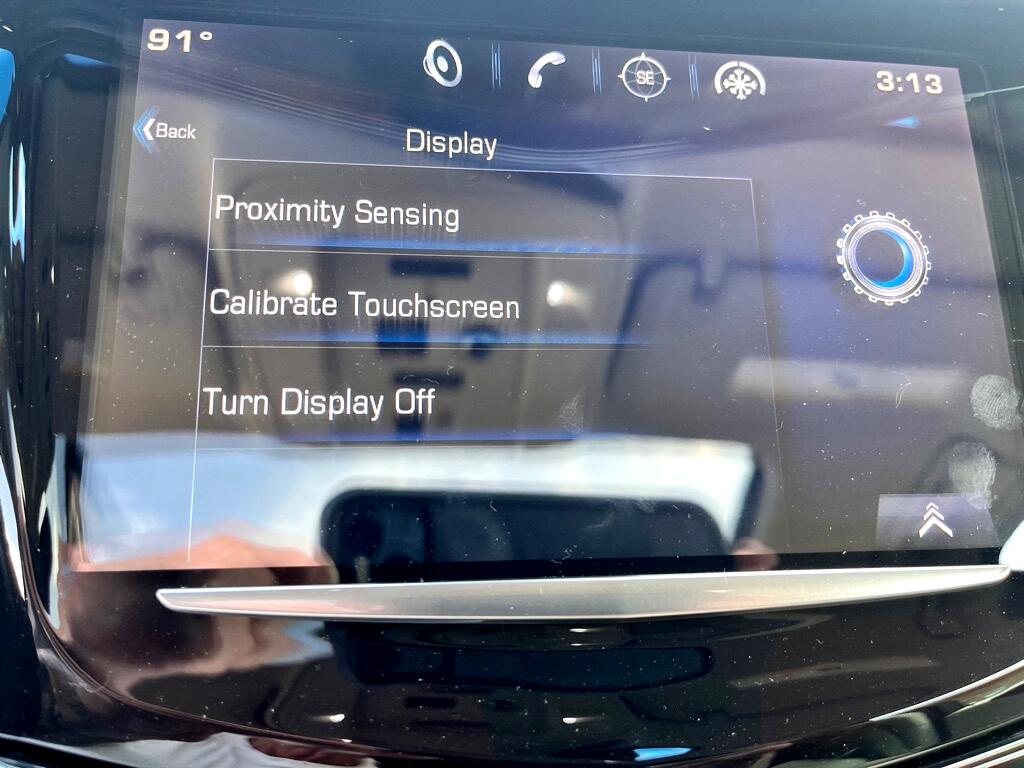 91°
SE
3:13
Back
Display
Proximity Sensing
Calibrate Touchscreen
Turn Display Off